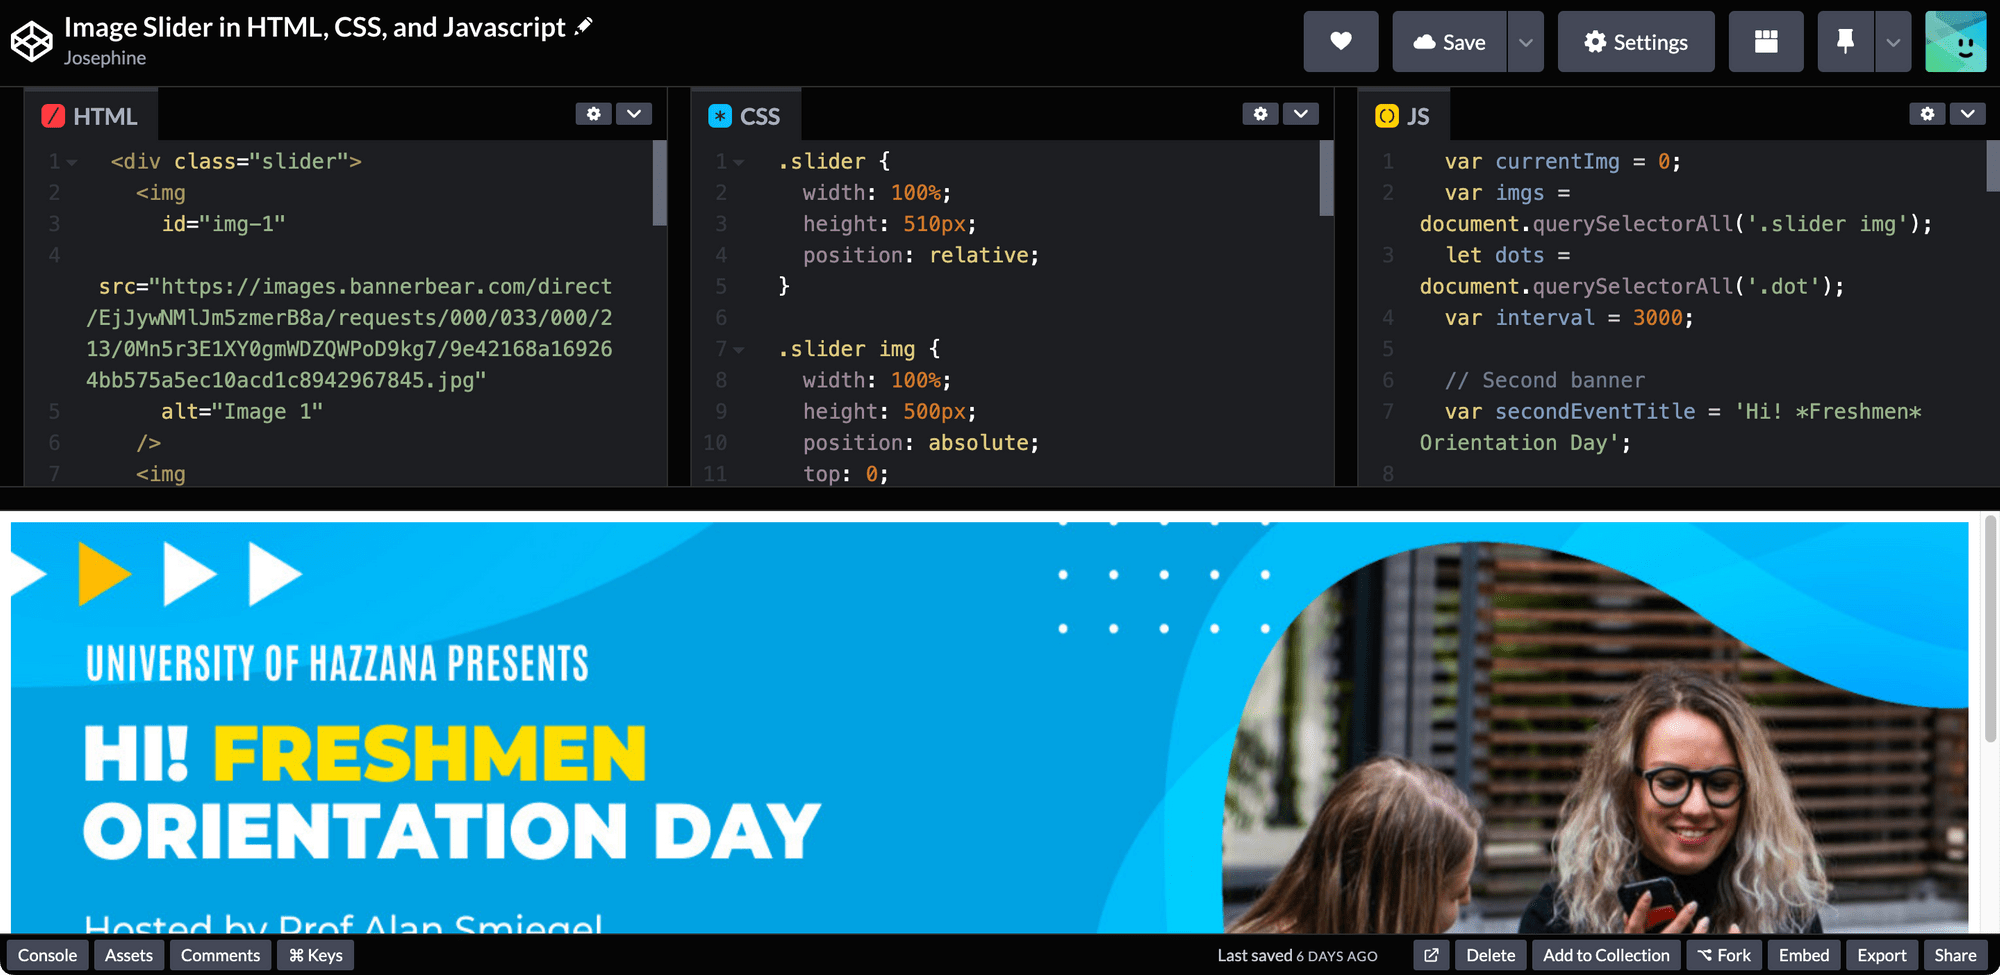 Image Slider in HTML, CSS, and Javascript
Josephine
Save
Settings
HTML
1 <div class="slider">
2 <img
3 id="img-1"
4
src="https://images.bannerbear.com/direct
/EjJywNMlJm5zmerB8a/requests/000/033/000/2
13/0Mn5r3E1XY0gmWDZQWPoD9kg7/9e42168a16926
4bb575a5ec10acd1c8942967845.jpg"
5 alt="Image 1"
6 />
7 <img
CSS
1 .slider {
2 width: 100%;
3 height: 510px;
4 position: relative;
5 }
6
7 .slider img {
8 width: 100%;
9 height: 500px;
10 position: absolute;
11 top: 0;
JS
1 var currentImg = 0;
2 var imgs =
document.querySelectorAll('.slider img');
3 let dots =
document.querySelectorAll('.dot');
4 var interval = 3000;
5
6 // Second banner
7 var secondEventTitle = 'Hi! *Freshmen*
Orientation Day';
8
UNIVERSITY OF HAZZANA PRESENTS
HI! FRESHMEN
ORIENTATION DAY
Hosted by Prof Alan Smiegel
Console
Assets
Comments
⌘ Keys
Last saved 6 DAYS AGO
Delete
Add to Collection
⌥ Fork
Embed
Export
Share